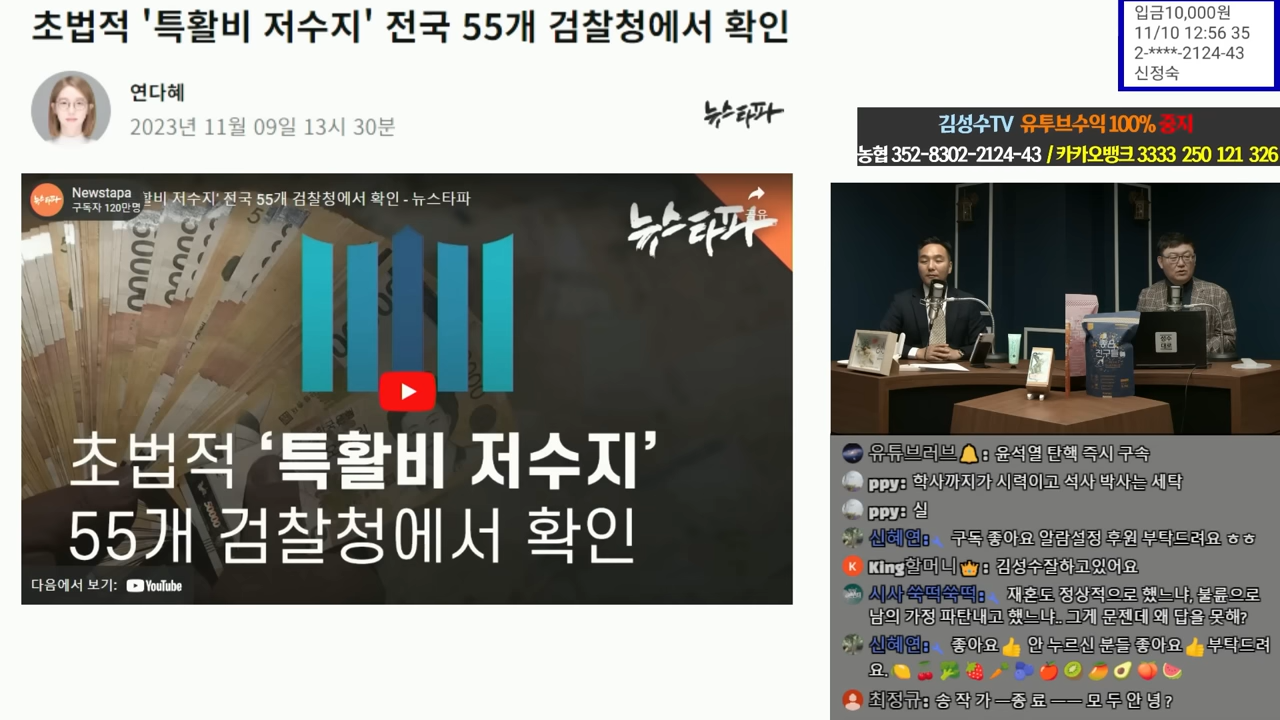 초법적 '특활비 저수지' 전국 55개 검찰청에서 확인
연다혜
2023년 11월 09일 13시 30분
뉴스타파
Newstapa
구독자 120만명
활비 저수지' 전국 55개 검찰청에서 확인 - 뉴스타파
뉴스타파
초법적 ‘특활비 저수지’
55개 검찰청에서 확인
다음에서 보기: YouTube
입금10,000원
11/10 12:56 35
2-****-2124-43
신정숙
김성수TV 유투브수익 100% 중지
농협 352-8302-2124-43 / 카카오뱅크 3333 250 121 326
유튜브러브🔔: 윤석열 탄핵 즉시 구속
ppy: 학사까지가 시력이고 석사 박사는 세탁
ppy: 실
신혜연: 구독 좋아요 알람설정 후원 부탁드려요 ㅎㅎ
K King할머니👑: 김성수잘하고있어요
시사 쑥떡쑥떡: 재혼도 정상적으로 했느냐, 불륜으로
남의 가정 파탄내고 했느냐.. 그게 문젠데 왜 답을 못해?
신혜연: 좋아요👍 안 누르신 분들 좋아요👍부탁드려
요. 🍋🍒🥦🍓🥕🫐🍎🥝🥭🥑🍑🍉
최정규: 송 작 가 —종 료 —— 모 두 안 녕 ?